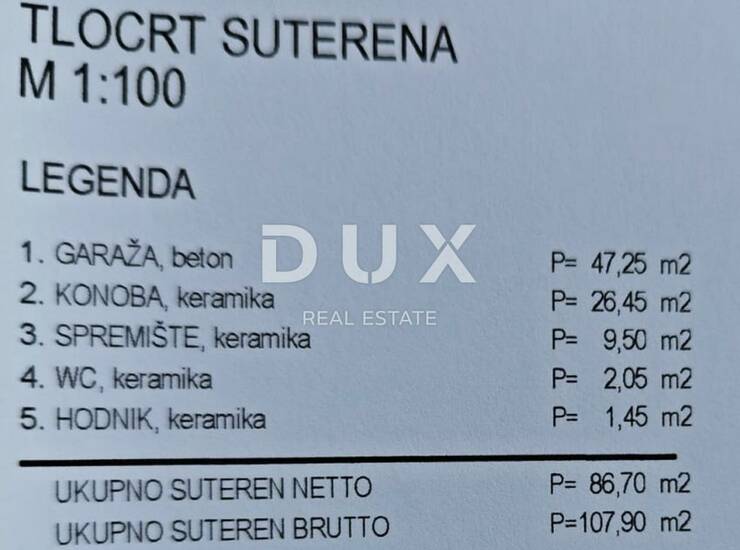 TLOCRT SUTERENA
M 1:100
LEGENDA
1. GARAŽA, beton P= 47,25 m2
2. KONOBA, keramika P= 26,45 m2
3. SPREMIŠTE, keramika P= 9,50 m2
4. WC, keramika P= 2,05 m2
5. HODNIK, keramika P= 1,45 m2
UKUPNO SUTEREN NETTO P= 86,70 m2
UKUPNO SUTEREN BRUTTO P=107,90 m2
DUX
REAL ESTATE